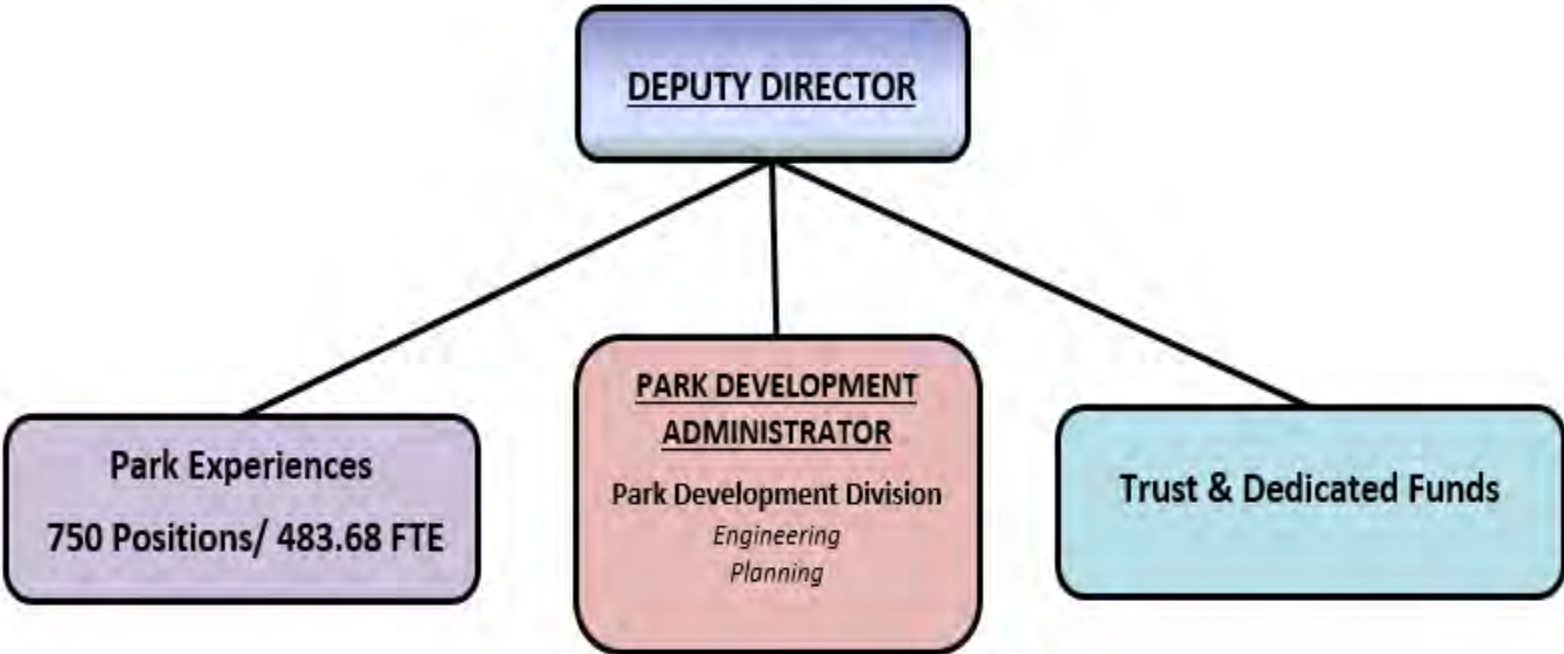 DEPUTY DIRECTOR
Park Experiences
750 Positions/ 483.68 FTE
PARK DEVELOPMENT
ADMINISTRATOR
Park Development Division
Engineering
Planning
Trust & Dedicated Funds